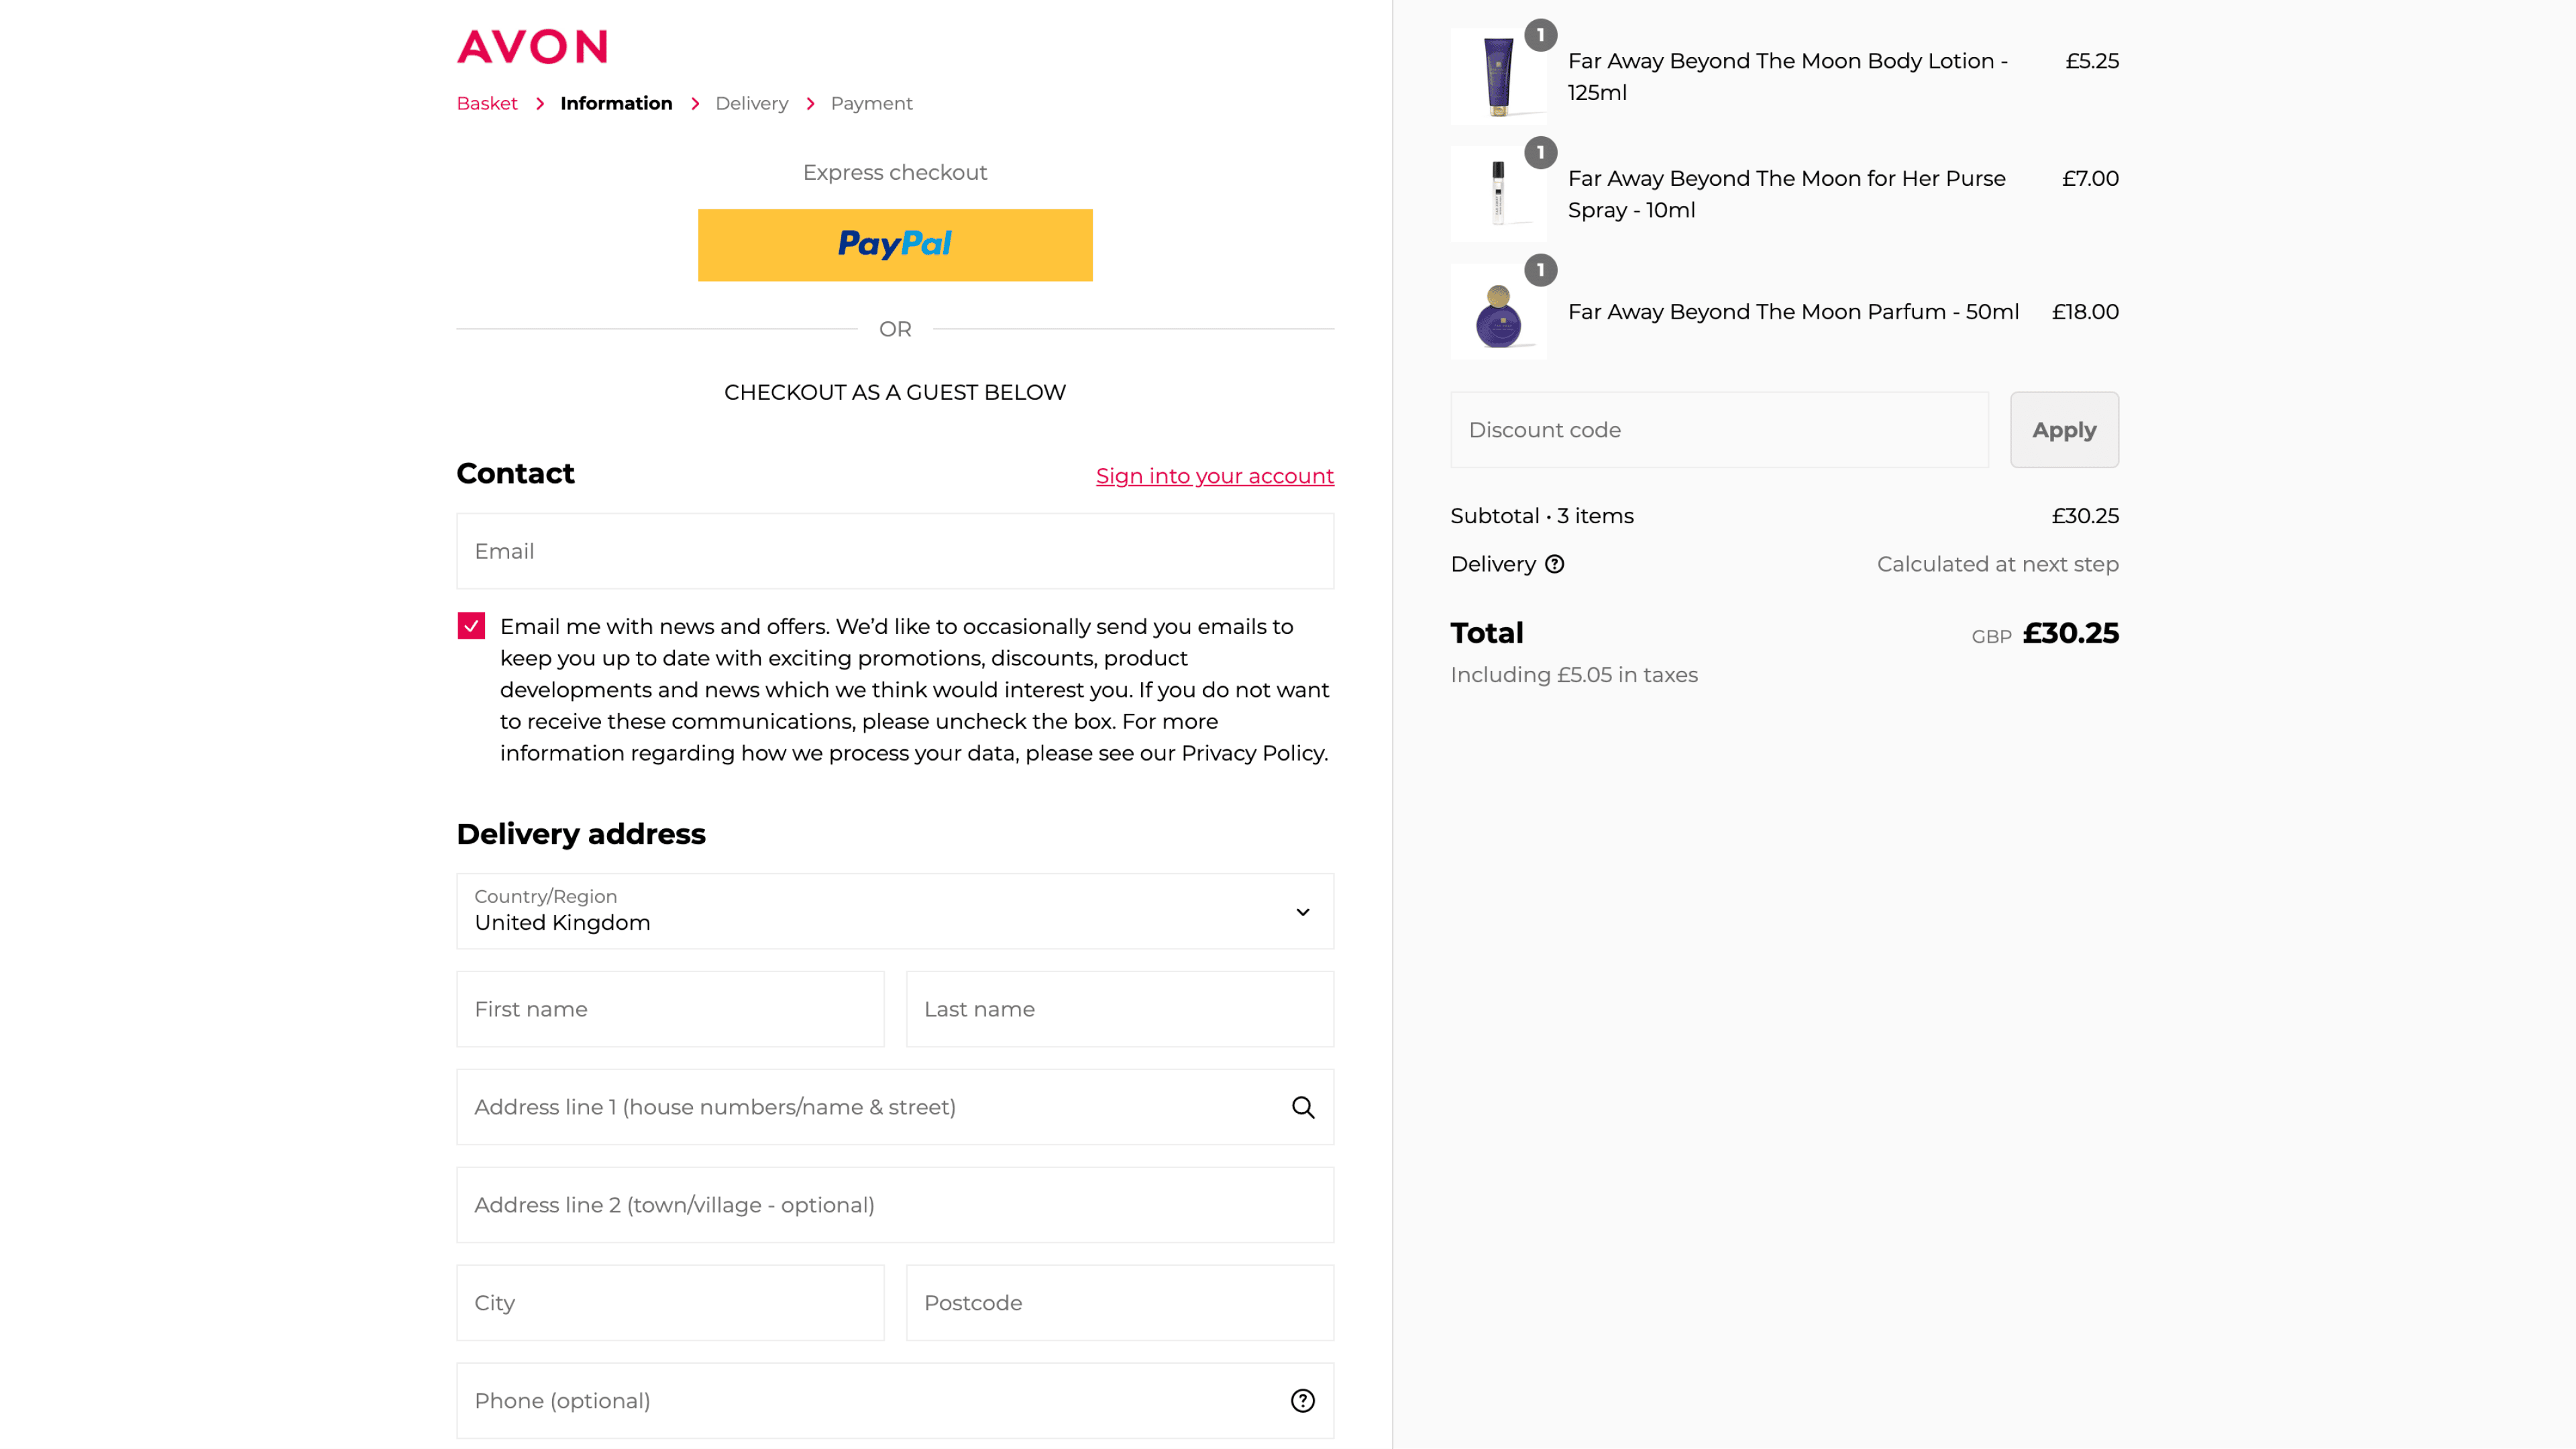 AVON
Basket
Information
Delivery
Payment
Express checkout
PayPal
OR
CHECKOUT AS A GUEST BELOW
Contact
Sign into your account
Email
Email me with news and offers. We’d like to occasionally send you emails to
keep you up to date with exciting promotions, discounts, product
developments and news which we think would interest you. If you do not want
to receive these communications, please uncheck the box. For more
information regarding how we process your data, please see our Privacy Policy.
Delivery address
Country/Region
United Kingdom
First name
Last name
Address line 1 (house numbers/name & street)
Address line 2 (town/village - optional)
City
Postcode
Phone (optional)
1
Far Away Beyond The Moon Body Lotion -
125ml
£5.25
1
Far Away Beyond The Moon for Her Purse
Spray - 10ml
£7.00
1
Far Away Beyond The Moon Parfum - 50ml
£18.00
Discount code
Apply
Subtotal · 3 items
£30.25
Delivery
Calculated at next step
Total
GBP £30.25
Including £5.05 in taxes